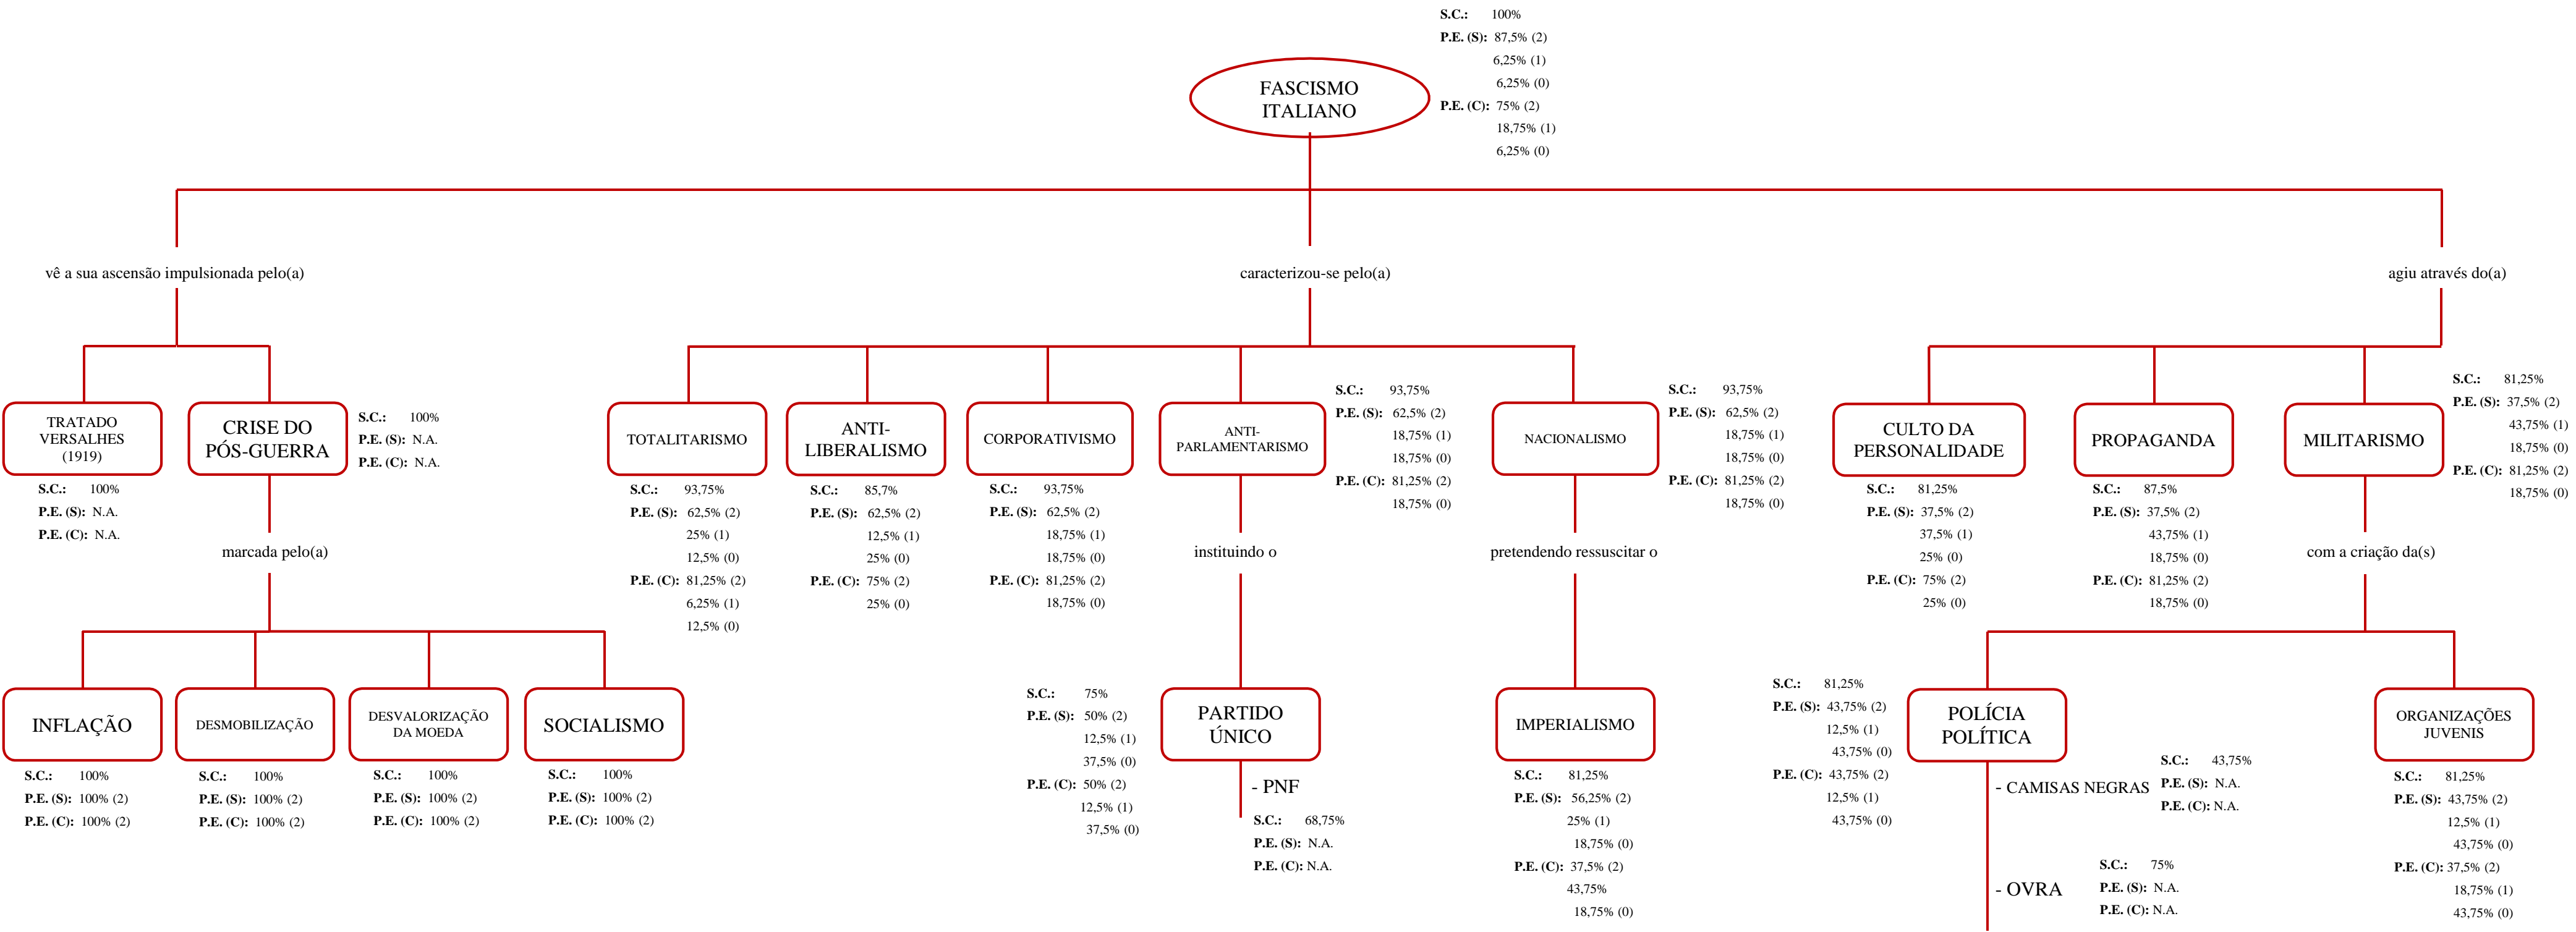 S.C.: 100%
P.E. (S): 87,5% (2)
6,25% (1)
6,25% (0)
P.E. (C): 75% (2)
18,75% (1)
6,25% (0)
FASCISMO
ITALIANO
vê a sua ascensão impulsionada pelo(a)
caracterizou-se pelo(a)
agiu através do(a)
TRATADO
VERSALHES
(1919)
S.C.: 100%
P.E. (S): N.A.
P.E. (C): N.A.
CRISE DO
PÓS-GUERRA
S.C.: 100%
P.E. (S): N.A.
P.E. (C): N.A.
TOTALITARISMO
S.C.: 93,75%
P.E. (S): 62,5% (2)
25% (1)
12,5% (0)
P.E. (C): 81,25% (2)
6,25% (1)
12,5% (0)
ANTI-
LIBERALISMO
S.C.: 85,7%
P.E. (S): 62,5% (2)
12,5% (1)
25% (0)
P.E. (C): 75% (2)
25% (0)
CORPORATIVISMO
S.C.: 93,75%
P.E. (S): 62,5% (2)
18,75% (1)
18,75% (0)
P.E. (C): 81,25% (2)
18,75% (0)
ANTI-
PARLAMENTARISMO
S.C.: 93,75%
P.E. (S): 62,5% (2)
18,75% (1)
18,75% (0)
P.E. (C): 81,25% (2)
18,75% (0)
NACIONALISMO
S.C.: 93,75%
P.E. (S): 62,5% (2)
18,75% (1)
18,75% (0)
P.E. (C): 81,25% (2)
18,75% (0)
CULTO DA
PERSONALIDADE
S.C.: 81,25%
P.E. (S): 37,5% (2)
37,5% (1)
25% (0)
P.E. (C): 75% (2)
25% (0)
PROPAGANDA
S.C.: 87,5%
P.E. (S): 37,5% (2)
43,75% (1)
18,75% (0)
P.E. (C): 81,25% (2)
18,75% (0)
MILITARISMO
S.C.: 81,25%
P.E. (S): 37,5% (2)
43,75% (1)
18,75% (0)
P.E. (C): 81,25% (2)
18,75% (0)
marcada pelo(a)
instituindo o
pretendendo ressuscitar o
com a criação da(s)
INFLAÇÃO
S.C.: 100%
P.E. (S): 100% (2)
P.E. (C): 100% (2)
DESMOBILIZAÇÃO
S.C.: 100%
P.E. (S): 100% (2)
P.E. (C): 100% (2)
DESVALORIZAÇÃO
DA MOEDA
S.C.: 100%
P.E. (S): 100% (2)
P.E. (C): 100% (2)
SOCIALISMO
S.C.: 100%
P.E. (S): 100% (2)
P.E. (C): 100% (2)
S.C.: 75%
P.E. (S): 50% (2)
12,5% (1)
37,5% (0)
P.E. (C): 50% (2)
12,5% (1)
37,5% (0)
PARTIDO
ÚNICO
- PNF
S.C.: 68,75%
P.E. (S): N.A.
P.E. (C): N.A.
IMPERIALISMO
S.C.: 81,25%
P.E. (S): 56,25% (2)
25% (1)
18,75% (0)
P.E. (C): 37,5% (2)
43,75%
18,75% (0)
S.C.: 81,25%
P.E. (S): 43,75% (2)
12,5% (1)
43,75% (0)
P.E. (C): 43,75% (2)
12,5% (1)
43,75% (0)
POLÍCIA
POLÍTICA
- CAMISAS NEGRAS
S.C.: 43,75%
P.E. (S): N.A.
P.E. (C): N.A.
- OVRA
S.C.: 75%
P.E. (S): N.A.
P.E. (C): N.A.
ORGANIZAÇÕES
JUVENIS
S.C.: 81,25%
P.E. (S): 43,75% (2)
12,5% (1)
43,75% (0)
P.E. (C): 37,5% (2)
18,75% (1)
43,75% (0)